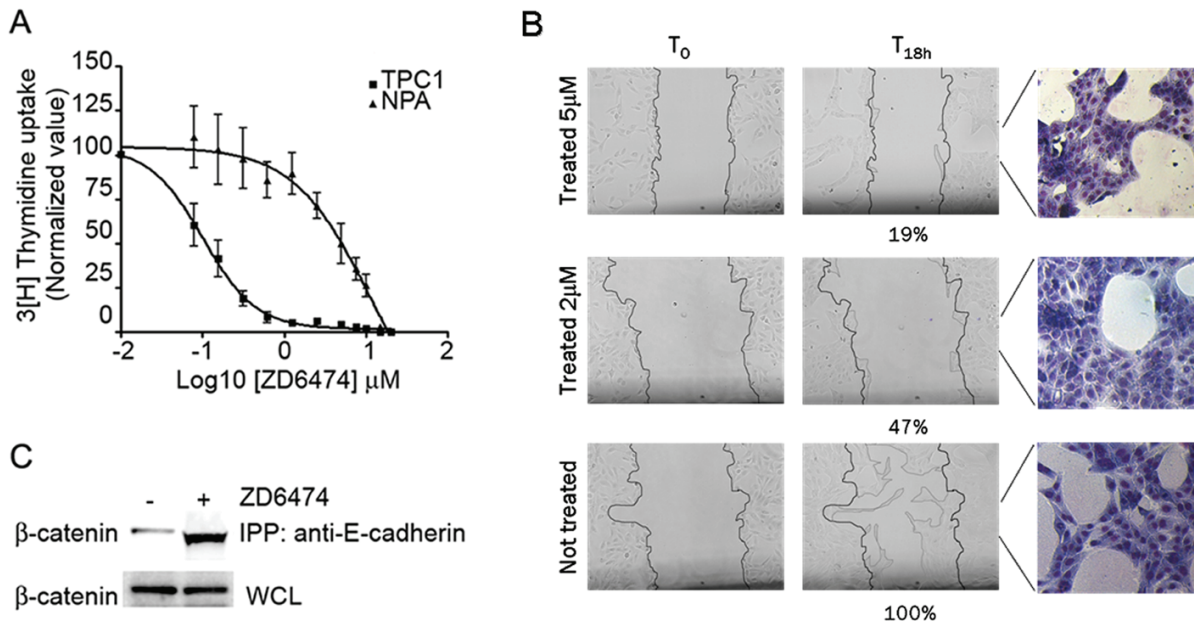 A
150
125
100
75
50
25
0
3[H] Thymidine uptake
(Normalized value)
TPC1
NPA
-2 -1 0 1 2
Log10 [ZD6474] μM
B
T0 T18h
Treated 5μM
19%
Treated 2μM
47%
Not treated
100%
C
- + ZD6474
β-catenin IPP: anti-E-cadherin
β-catenin WCL